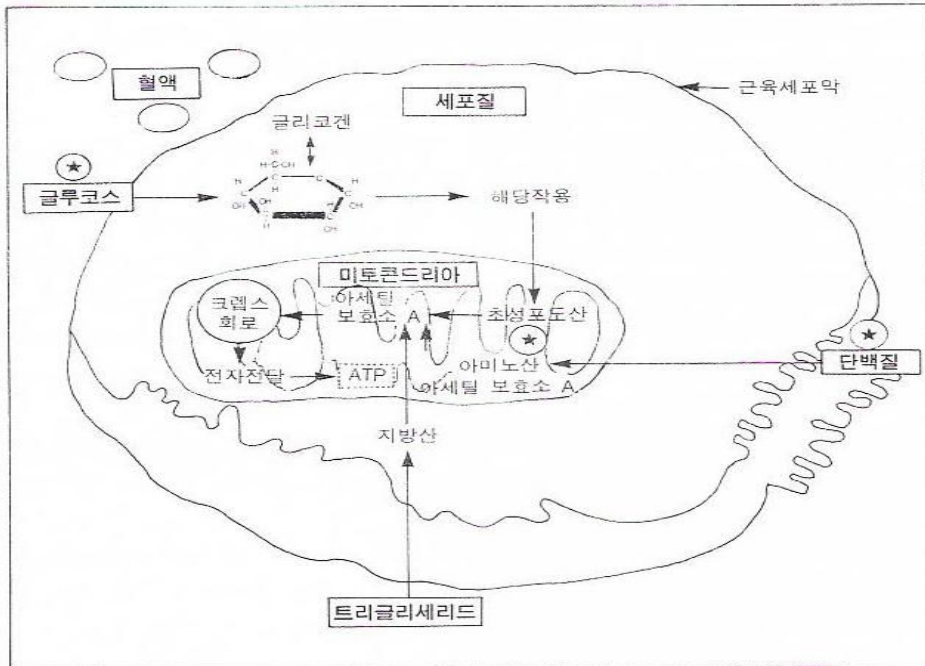 혈액
세포질
근육세포막
글리코겐
글루코스
해당작용
미토콘드리아
크렙스
회로
아세틸
보효소 A
초성포도산
단백질
전자전달
ATP
아미노산
아세틸 보효소 A
지방산
트리글리세리드